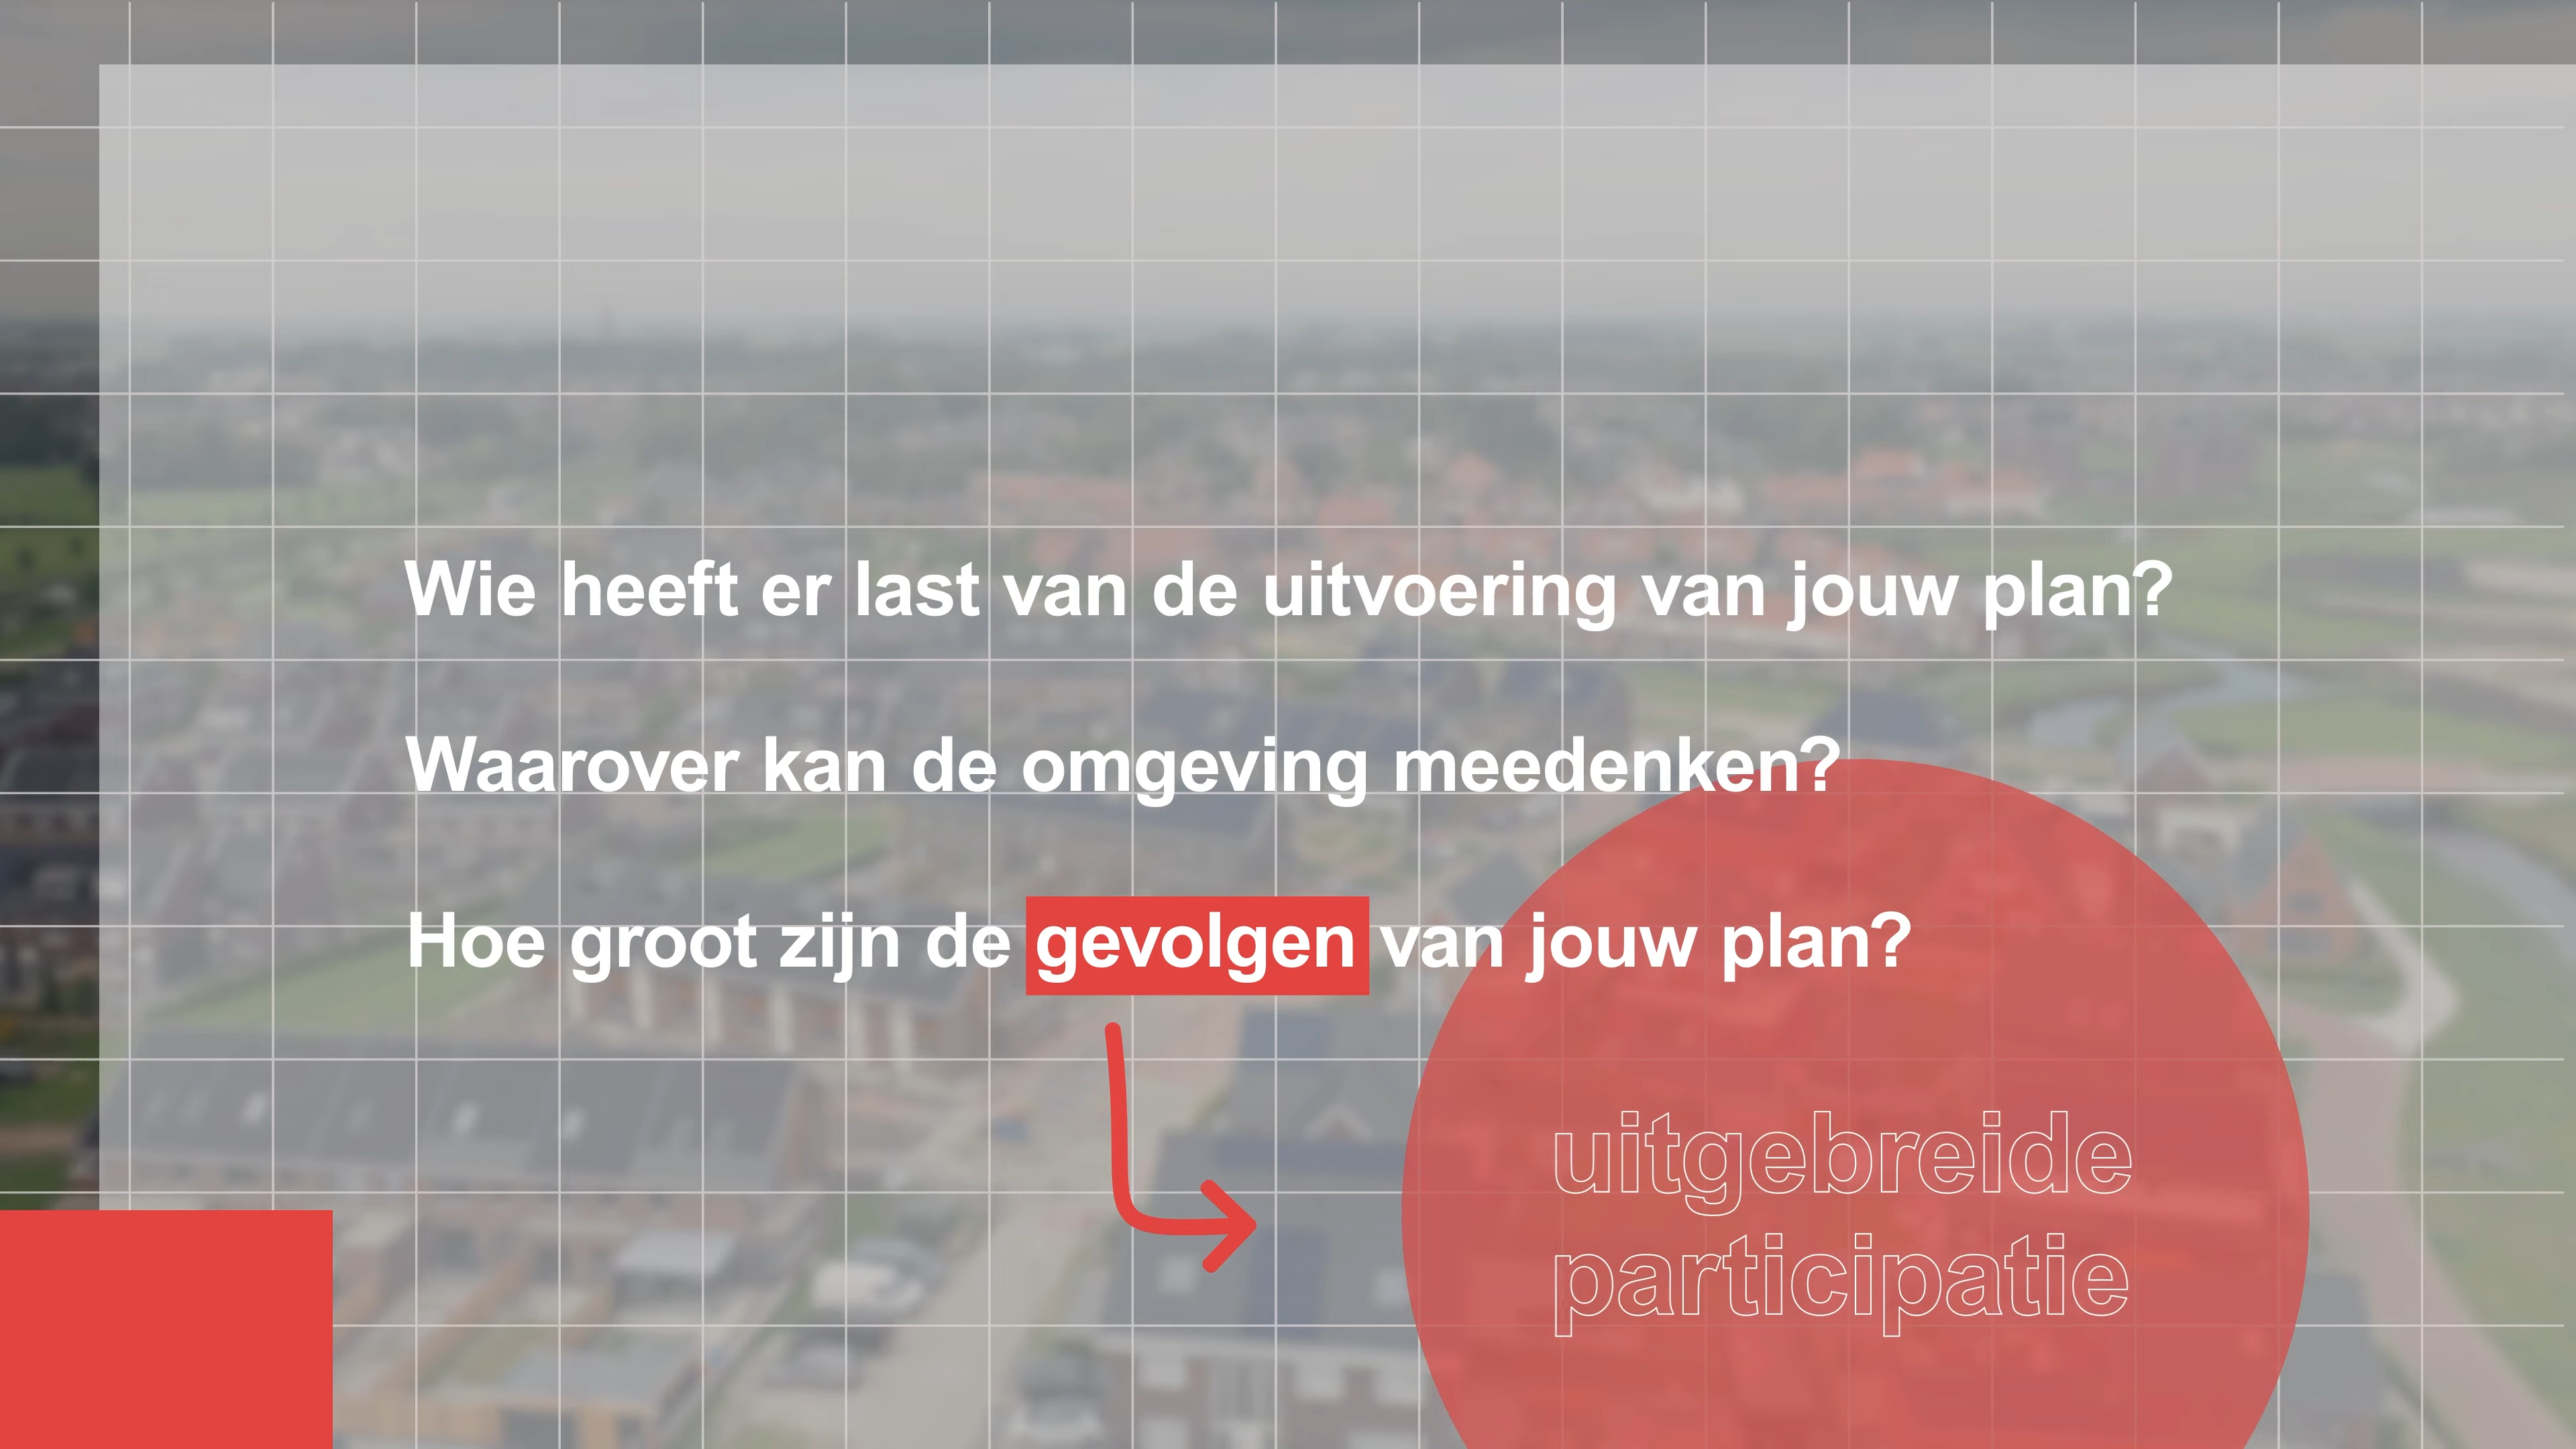 Wie heeft er last van de uitvoering van jouw plan?
Waarover kan de omgeving meedenken?
Hoe groot zijn de gevolgen van jouw plan?
uitgebreide
participatie